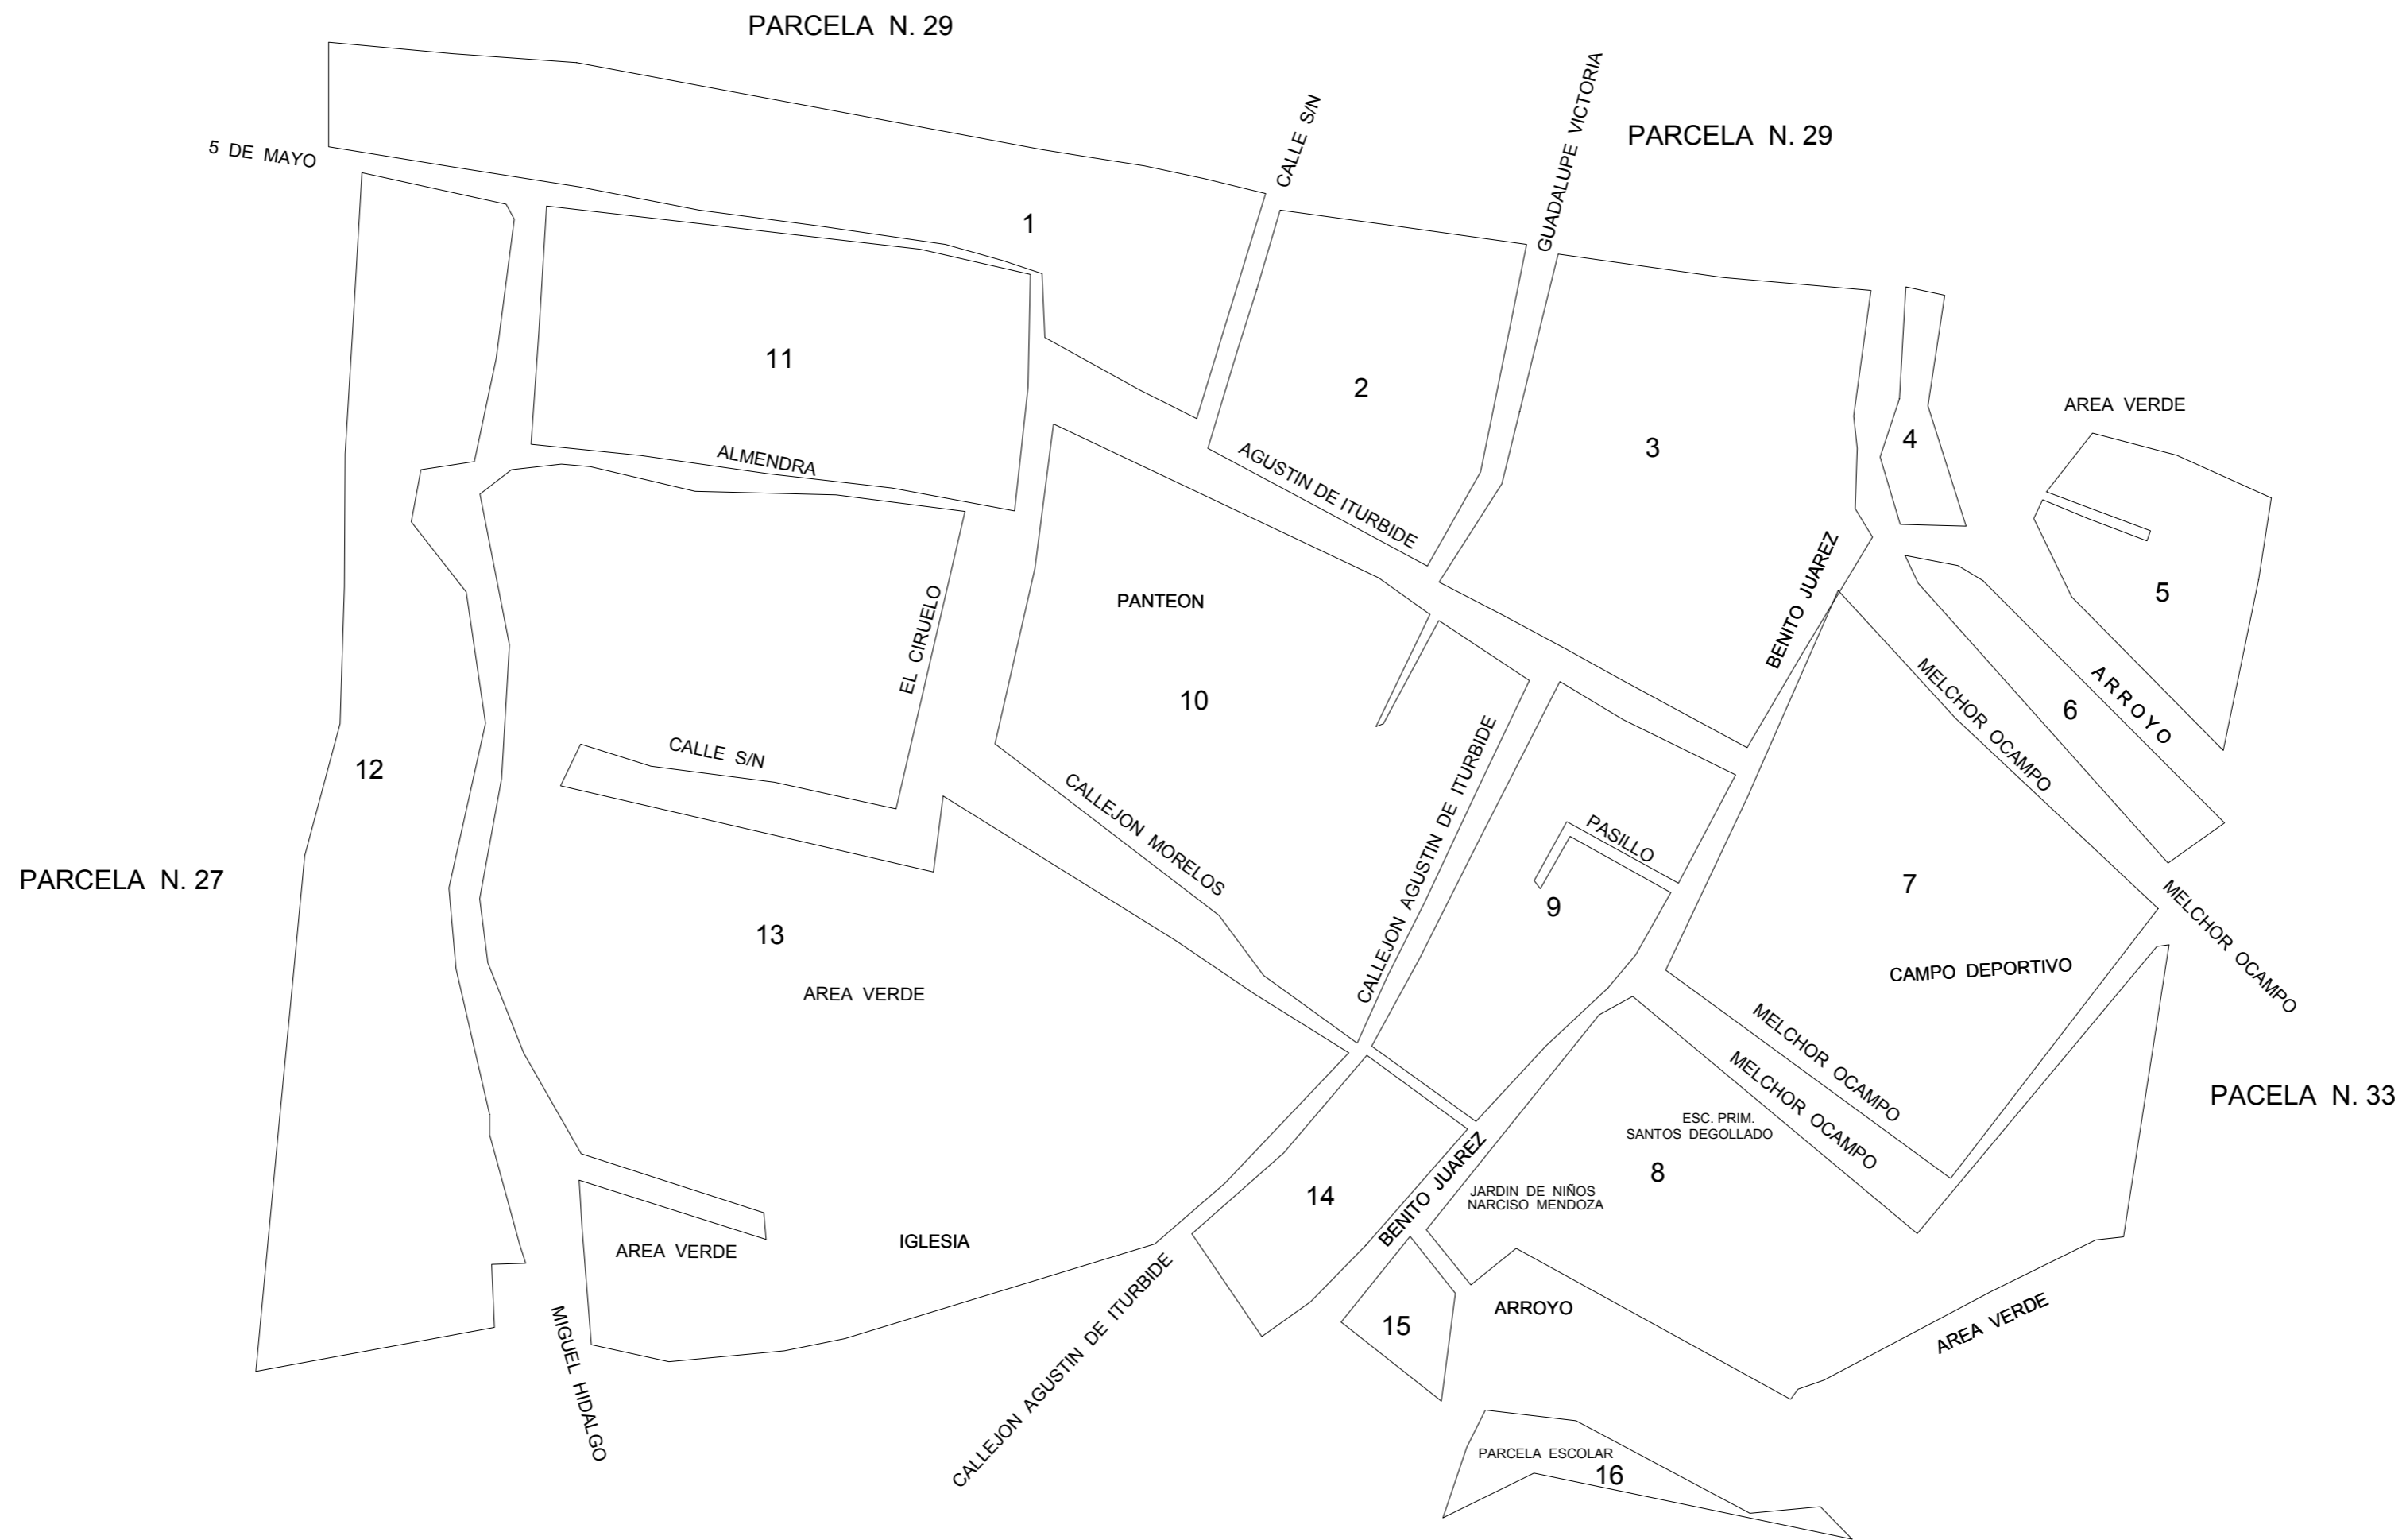 PARCELA N. 29
5 DE MAYO
CALLE S/N
GUADALUPE VICTORIA
PARCELA N. 29
1
11
2
3
4
AREA VERDE
5
ALMENDRA
AGUSTIN DE ITURBIDE
BENITO JUAREZ
PANTEON
EL CIRUELO
10
MELCHOR OCAMPO
6
ARROYO
CALLE S/N
12
CALLEJON MORELOS
CALLEJON AGUSTIN DE ITURBIDE
PASILLO
9
7
PARCELA N. 27
MELCHOR OCAMPO
13
AREA VERDE
CAMPO DEPORTIVO
MELCHOR OCAMPO
MELCHOR OCAMPO
PACELA N. 33
ESC. PRIM.
SANTOS DEGOLLADO
8
JARDIN DE NIÑOS
NARCISO MENDOZA
14
BENITO JUAREZ
AREA VERDE
IGLESIA
MIGUEL HIDALGO
CALLEJON AGUSTIN DE ITURBIDE
15
ARROYO
AREA VERDE
PARCELA ESCOLAR
16